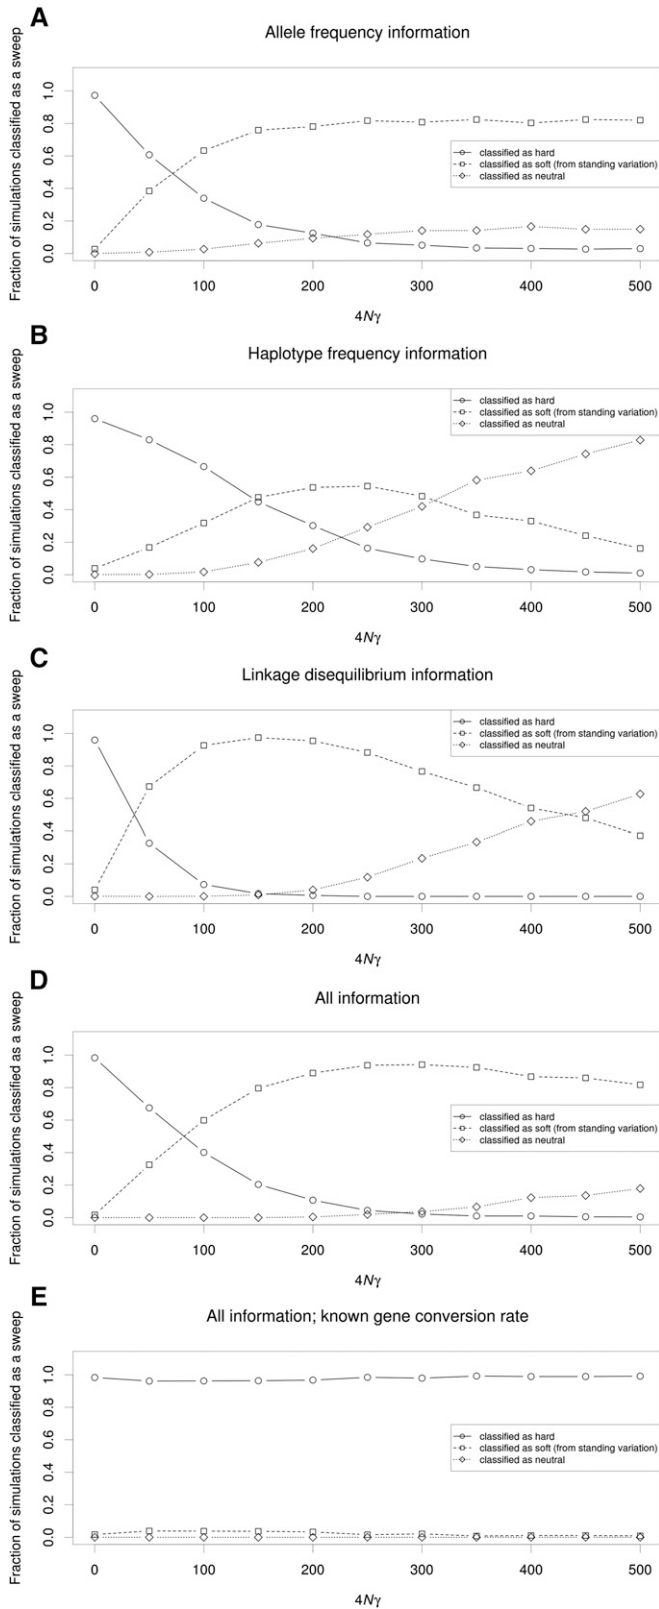 A
Allele frequency information
Fraction of simulations classified as a sweep
1.0
0.8
0.6
0.4
0.2
0.0
classified as hard
classified as soft (from standing variation)
classified as neutral
0 100 200 300 400 500
4Nγ
B
Haplotype frequency information
Fraction of simulations classified as a sweep
1.0
0.8
0.6
0.4
0.2
0.0
classified as hard
classified as soft (from standing variation)
classified as neutral
0 100 200 300 400 500
4Nγ
C
Linkage disequilibrium information
Fraction of simulations classified as a sweep
1.0
0.8
0.6
0.4
0.2
0.0
classified as hard
classified as soft (from standing variation)
classified as neutral
0 100 200 300 400 500
4Nγ
D
All information
Fraction of simulations classified as a sweep
1.0
0.8
0.6
0.4
0.2
0.0
classified as hard
classified as soft (from standing variation)
classified as neutral
0 100 200 300 400 500
4Nγ
E
All information; known gene conversion rate
Fraction of simulations classified as a sweep
1.0
0.8
0.6
0.4
0.2
0.0
classified as hard
classified as soft (from standing variation)
classified as neutral
0 100 200 300 400 500
4Nγ